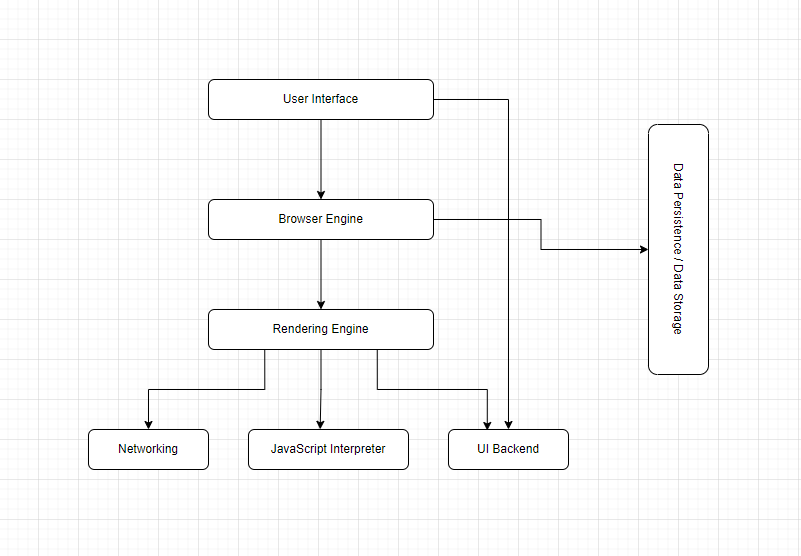 User Interface
Browser Engine
Data Persistence / Data Storage
Rendering Engine
Networking
JavaScript Interpreter
UI Backend